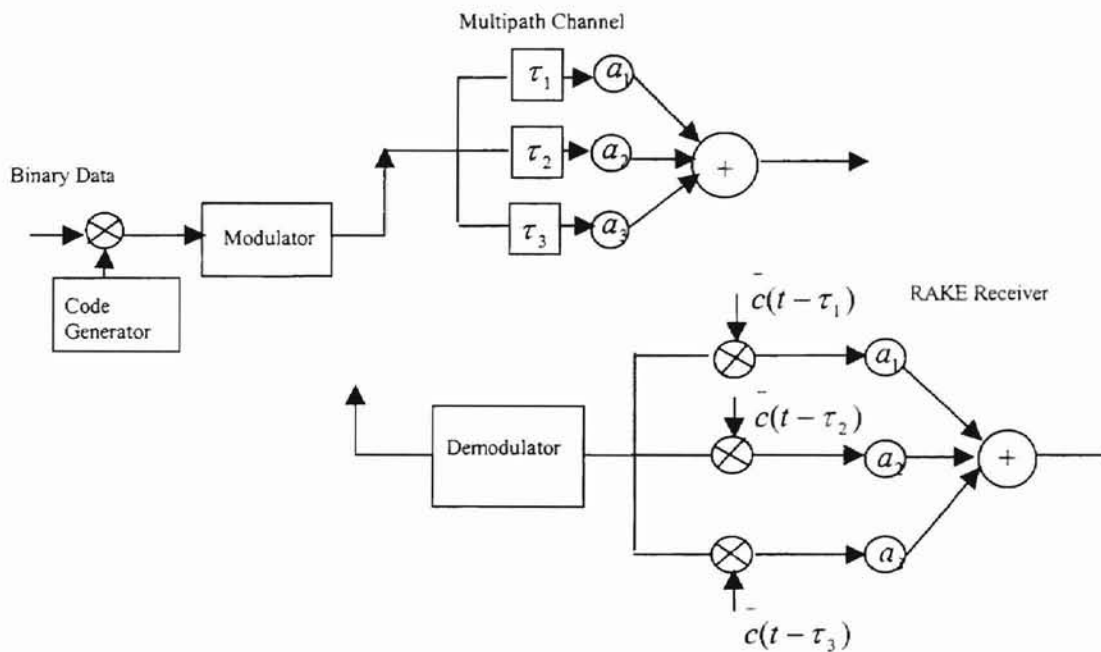 Multipath Channel
τ₁ a₁
τ₂ a₂
+
τ₃ a₃
Binary Data
Modulator
Code
Generator
RAKE Receiver
c̄(t − τ₁)
a₁
c̄(t − τ₂)
Demodulator
a₂
+
a₃
c̄(t − τ₃)